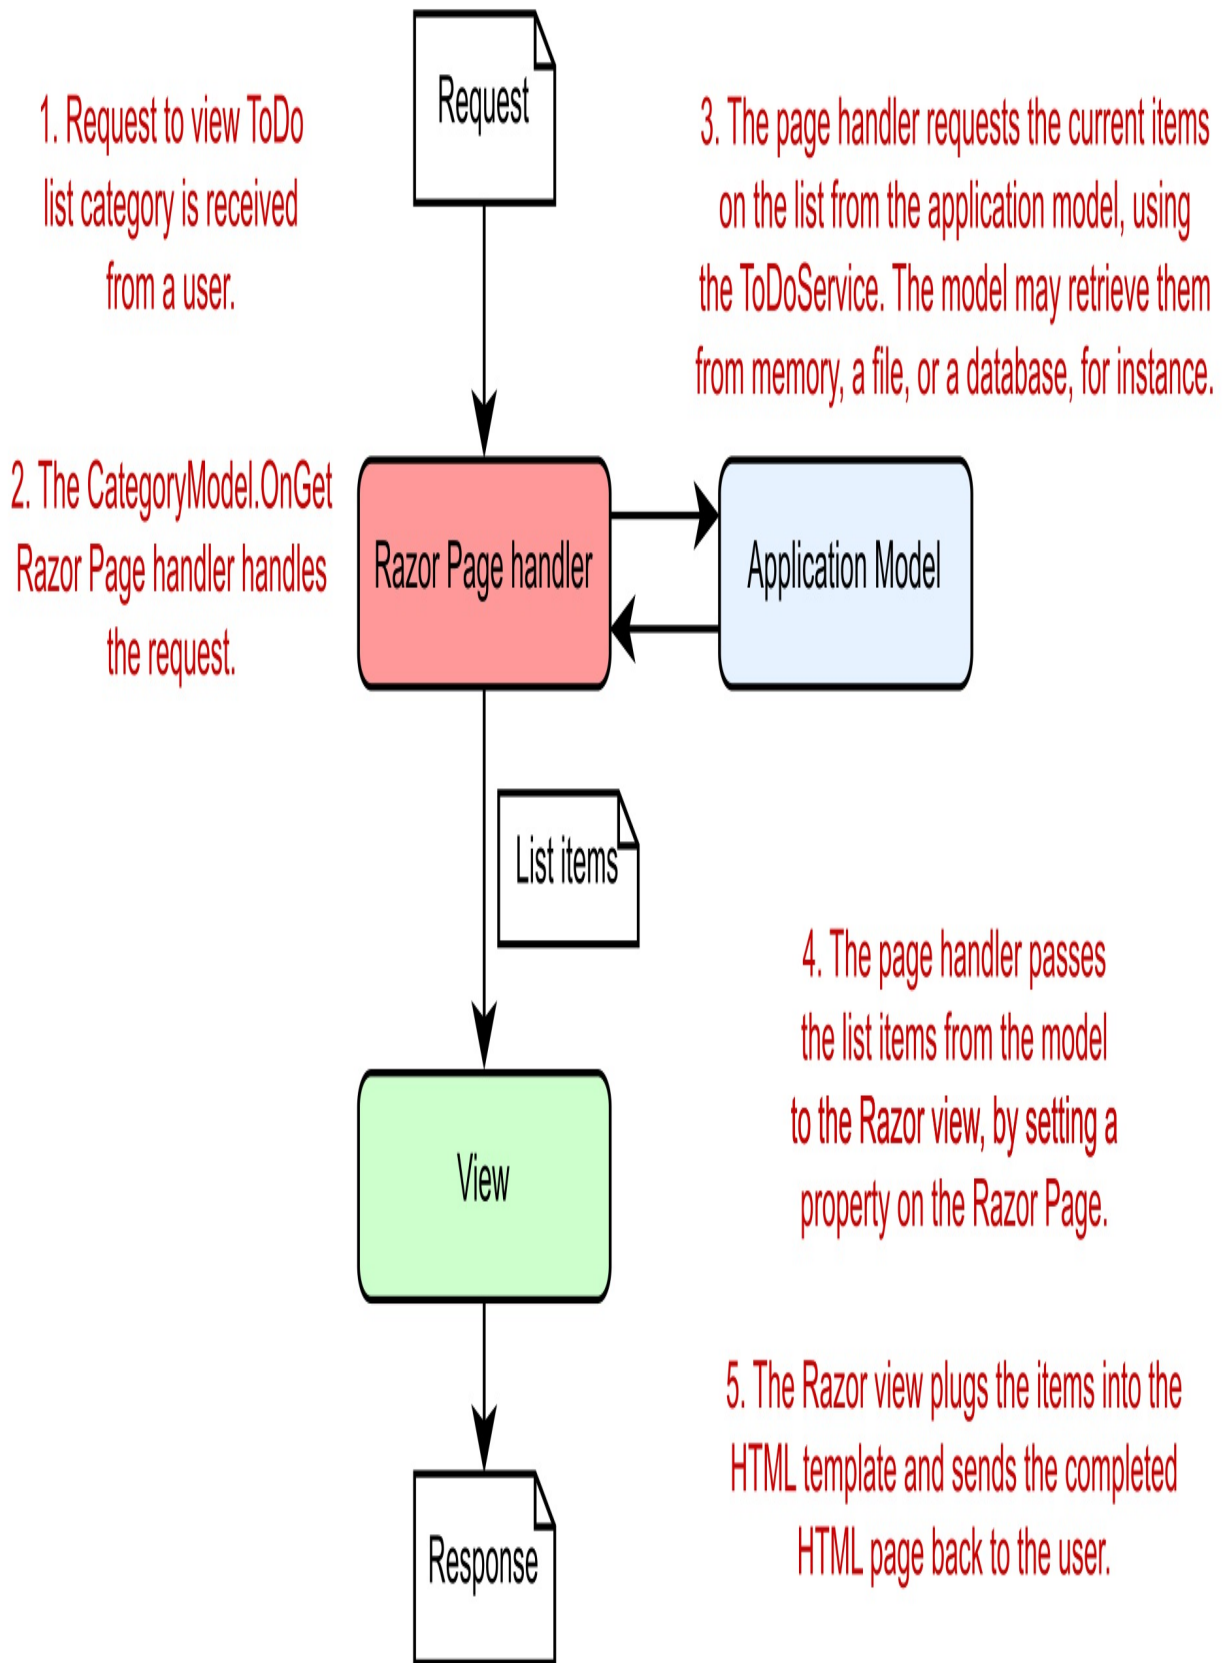 Request
1. Request to view ToDo
list category is received
from a user.
3. The page handler requests the current items
on the list from the application model, using
the ToDoService. The model may retrieve them
from memory, a file, or a database, for instance.
2. The CategoryModel.OnGet
Razor Page handler handles
the request.
Razor Page handler
Application Model
List items
4. The page handler passes
the list items from the model
to the Razor view, by setting a
property on the Razor Page.
View
5. The Razor view plugs the items into the
HTML template and sends the completed
HTML page back to the user.
Response